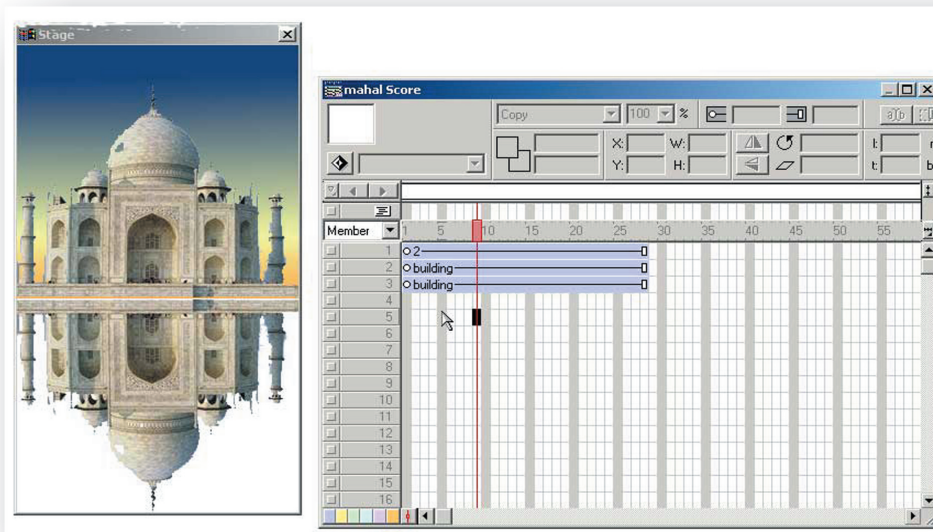 Stage
mahal Score
Copy 100 %
X: W: I:
Y: H: t: b
Member 1 5 10 15 20 25 30 35 40 45 50 55
1 2
2 building
3 building
4
5
6
7
8
9
10
11
12
13
14
15
16